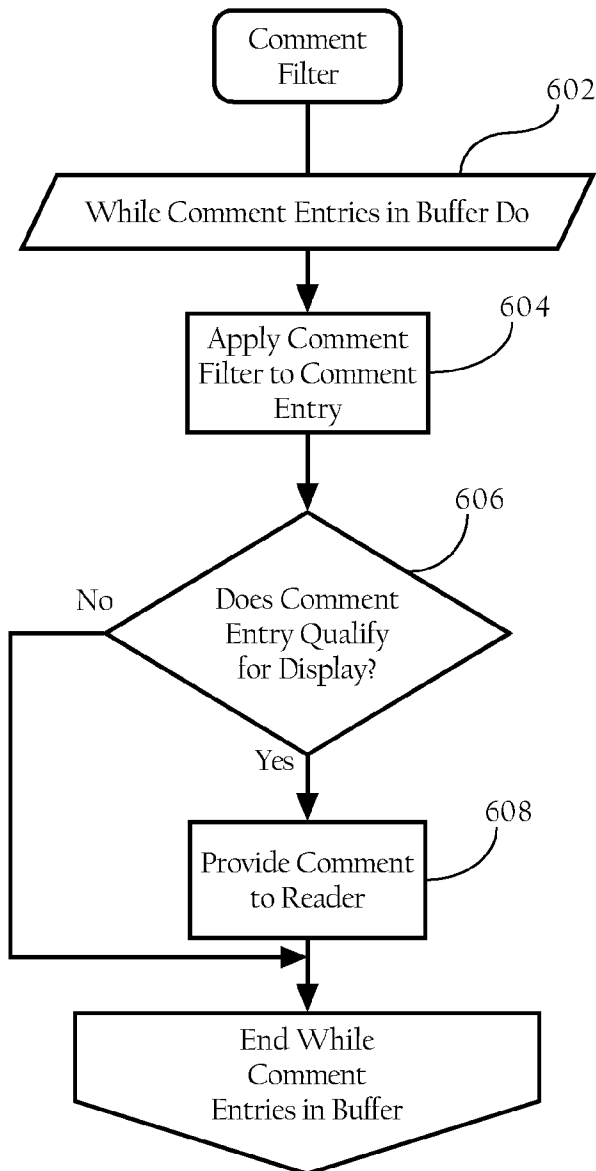 Comment
Filter
602
While Comment Entries in Buffer Do
604
Apply Comment
Filter to Comment
Entry
606
No
Does Comment
Entry Qualify
for Display?
Yes
608
Provide Comment
to Reader
End While
Comment
Entries in Buffer